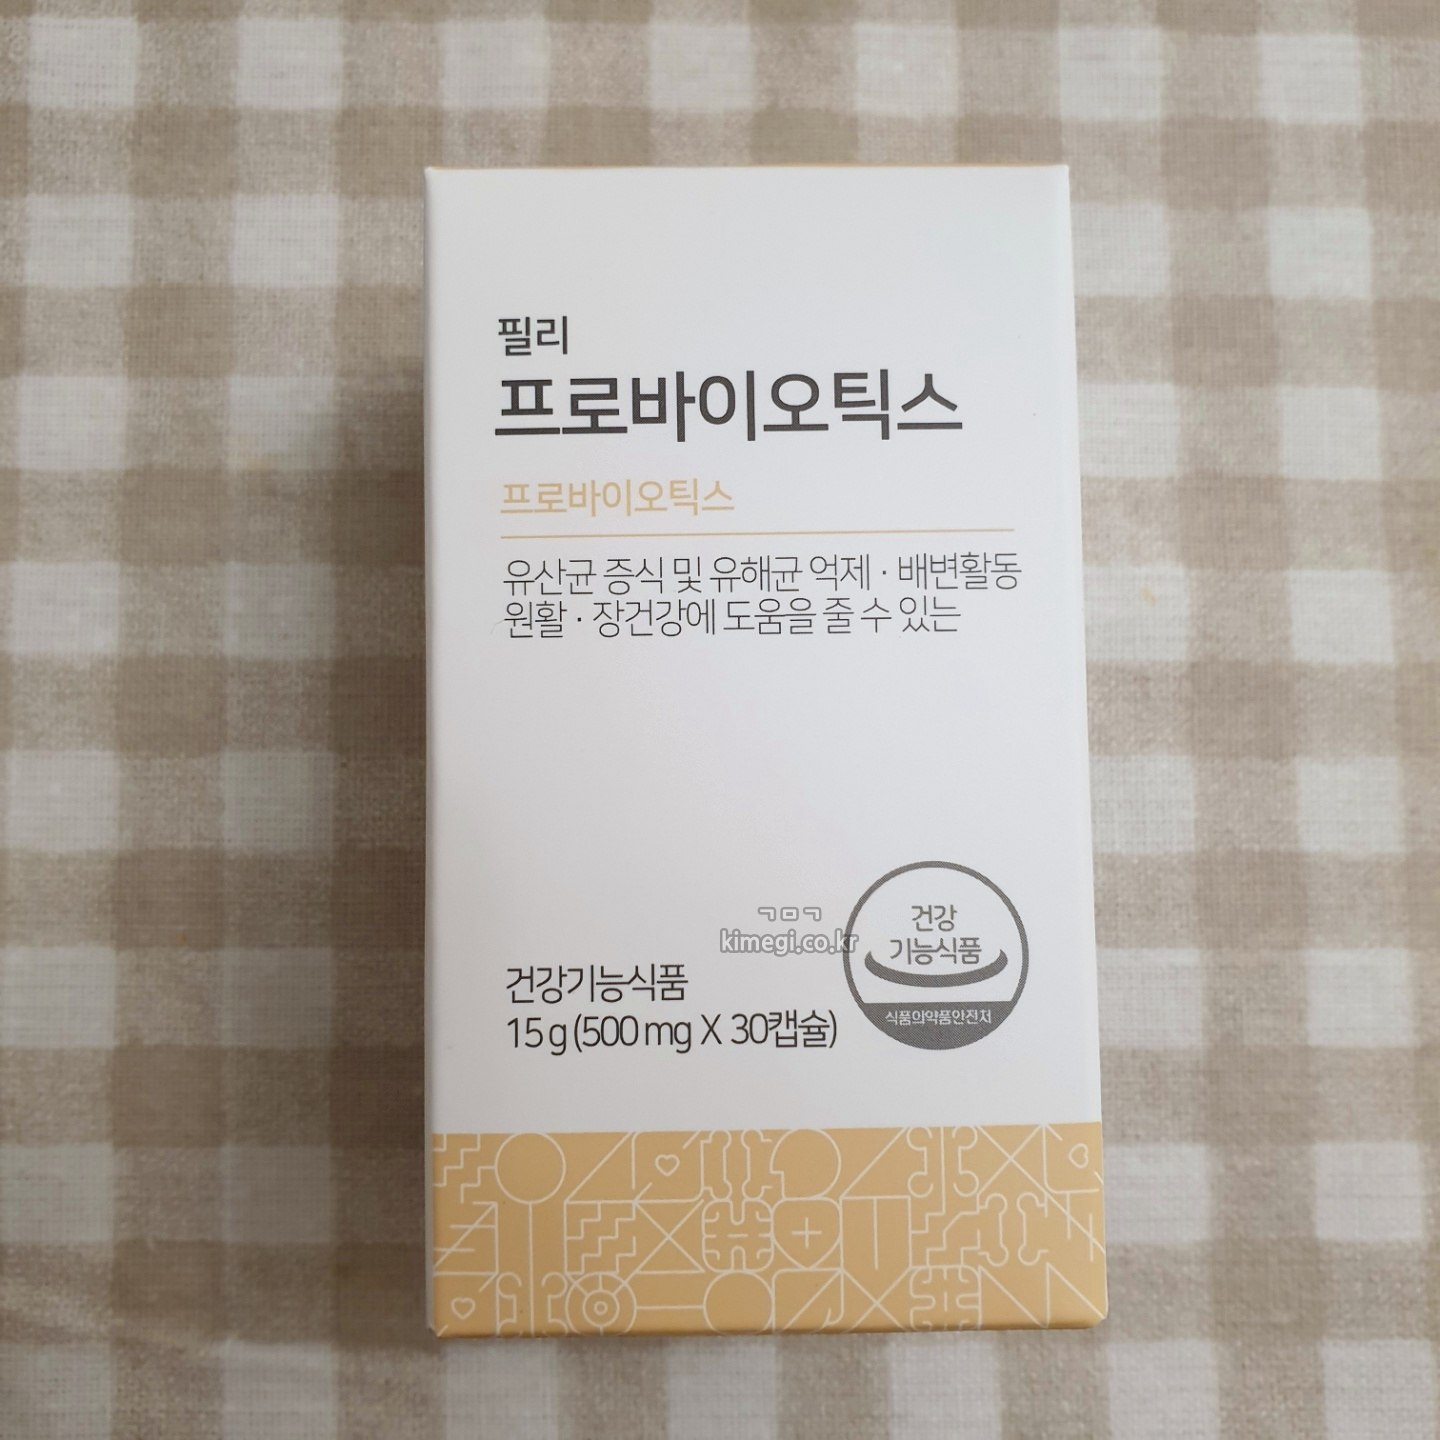 필리
프로바이오틱스
프로바이오틱스
유산균 증식 및 유해균 억제 · 배변활동
원활 · 장건강에 도움을 줄 수 있는
ㄱㅁㄱ
kimegi.co.kr
건강
기능식품
식품의약품안전처
건강기능식품
15 g (500 mg X 30캡슐)